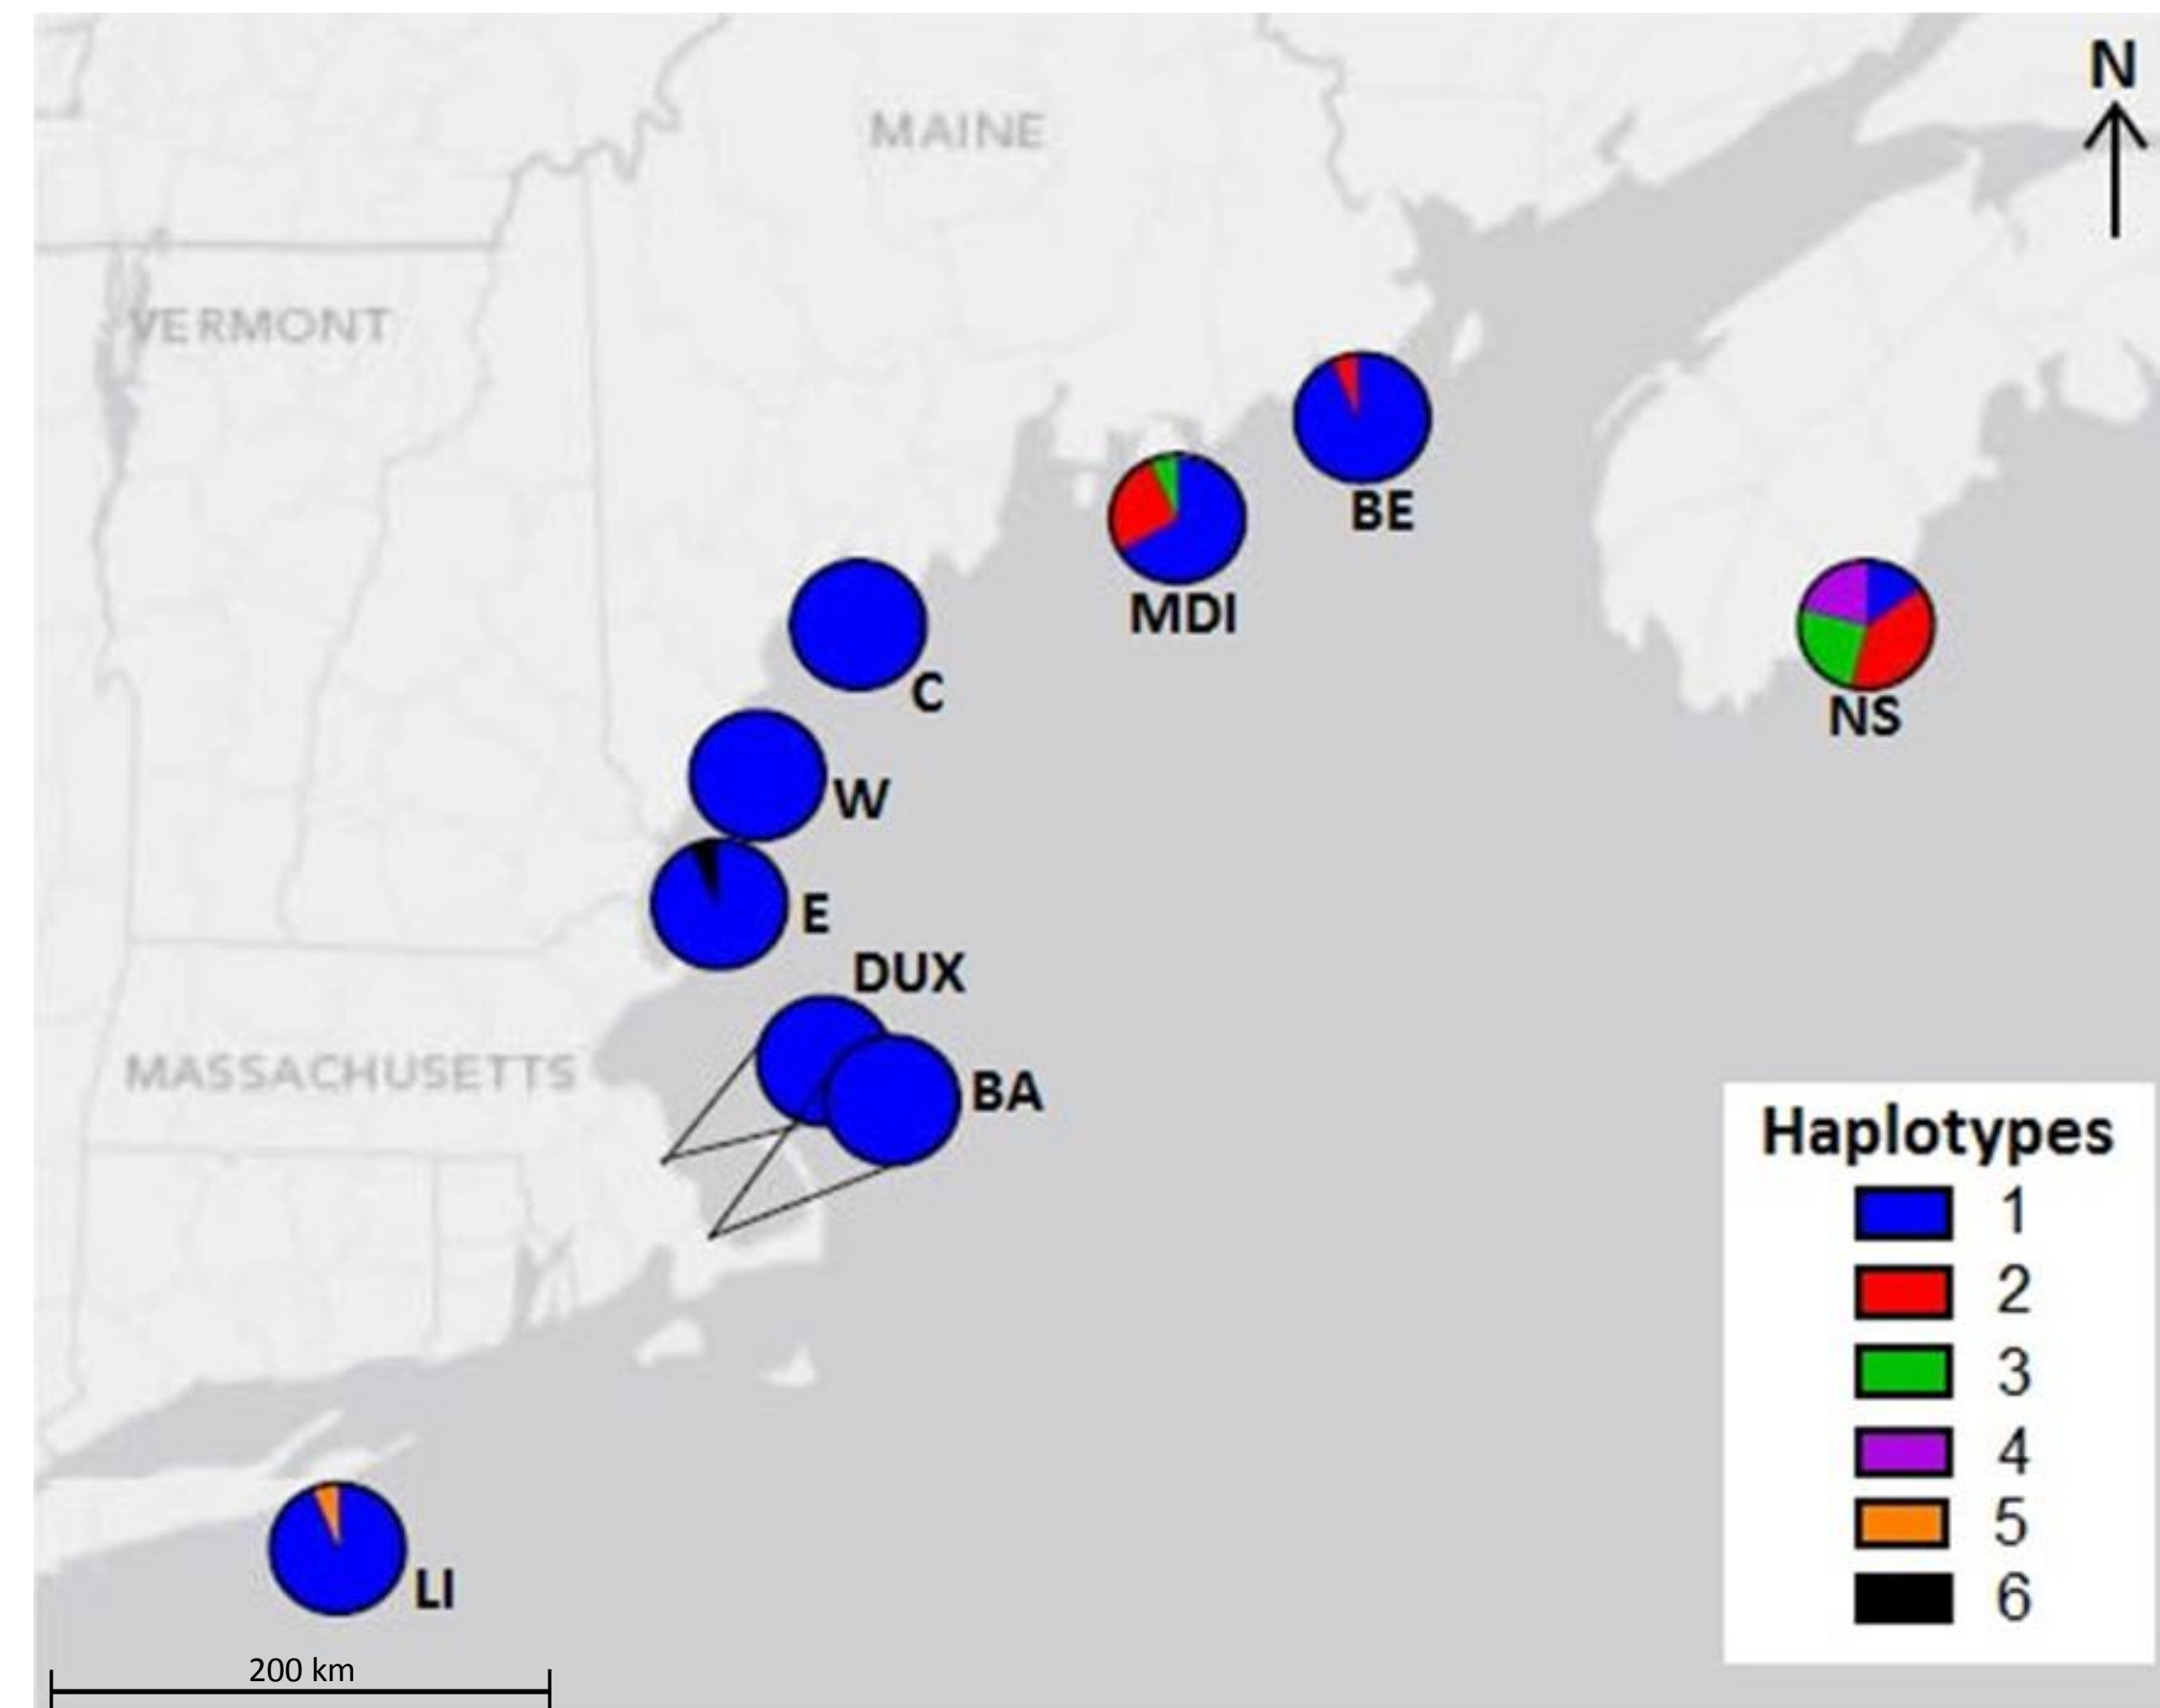 N
MAINE
VERMONT
BE
MDI
C
NS
W
E
DUX
MASSACHUSETTS
BA
Haplotypes
1
2
3
4
5
6
LI
200 km